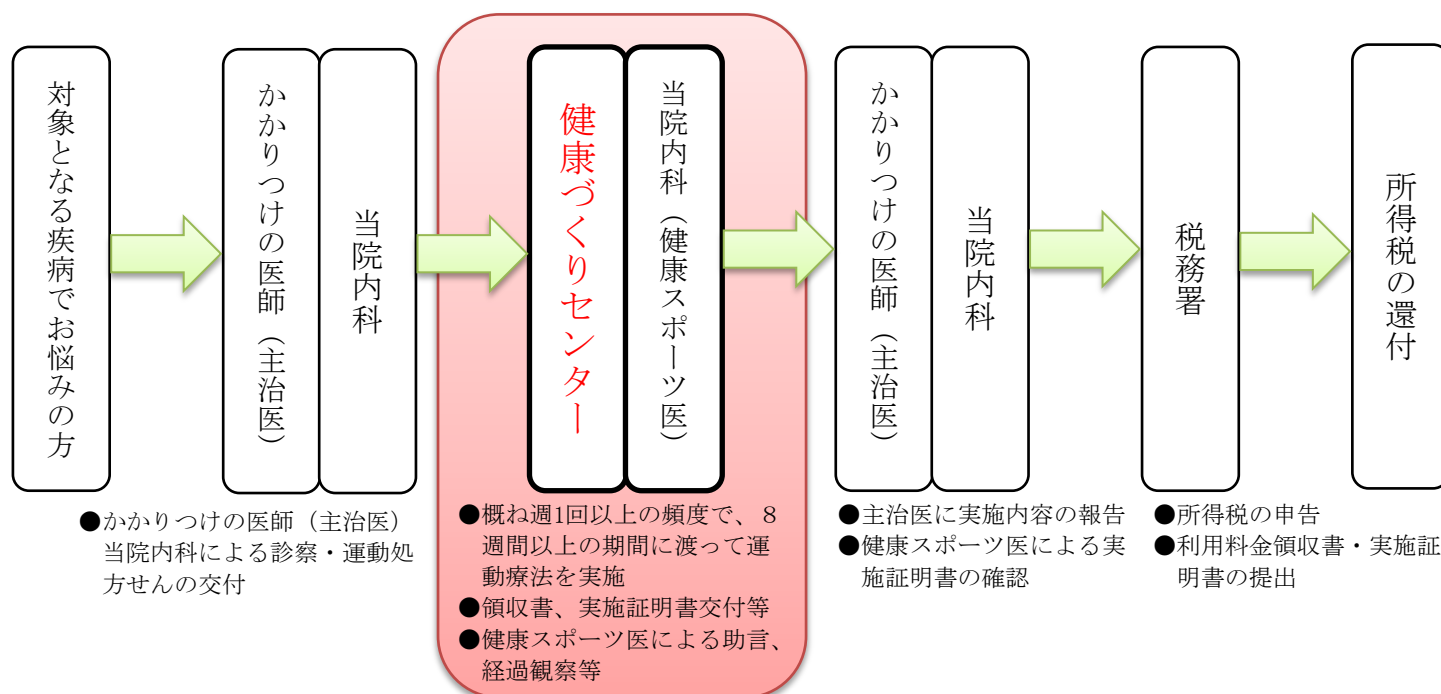 対象となる疾病でお悩みの方
かかりつけの医師（主治医）
当院内科
健康づくりセンター
当院内科（健康スポーツ医）
かかりつけの医師（主治医）
当院内科
税務署
所得税の還付
●かかりつけの医師（主治医）
当院内科による診察・運動処
方せんの交付
●概ね週1回以上の頻度で、８
週間以上の期間に渡って運
動療法を実施
●領収書、実施証明書交付等
●健康スポーツ医による助言、
経過観察等
●主治医に実施内容の報告
●健康スポーツ医による実
施証明書の確認
●所得税の申告
●利用料金領収書・実施証
明書の提出